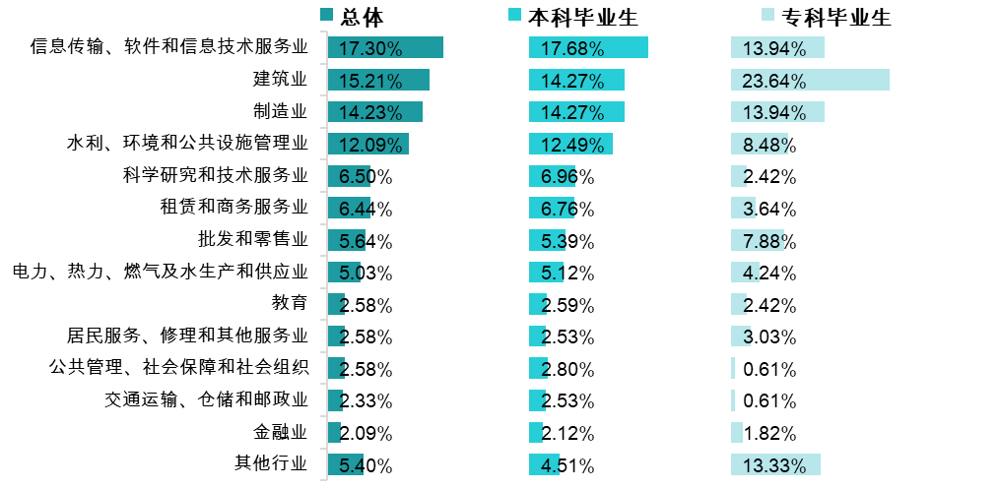 总体 本科毕业生 专科毕业生
信息传输、软件和信息技术服务业 17.30% 17.68% 13.94%
建筑业 15.21% 14.27% 23.64%
制造业 14.23% 14.27% 13.94%
水利、环境和公共设施管理业 12.09% 12.49% 8.48%
科学研究和技术服务业 6.50% 6.96% 2.42%
租赁和商务服务业 6.44% 6.76% 3.64%
批发和零售业 5.64% 5.39% 7.88%
电力、热力、燃气及水生产和供应业 5.03% 5.12% 4.24%
教育 2.58% 2.59% 2.42%
居民服务、修理和其他服务业 2.58% 2.53% 3.03%
公共管理、社会保障和社会组织 2.58% 2.80% 0.61%
交通运输、仓储和邮政业 2.33% 2.53% 0.61%
金融业 2.09% 2.12% 1.82%
其他行业 5.40% 4.51% 13.33%